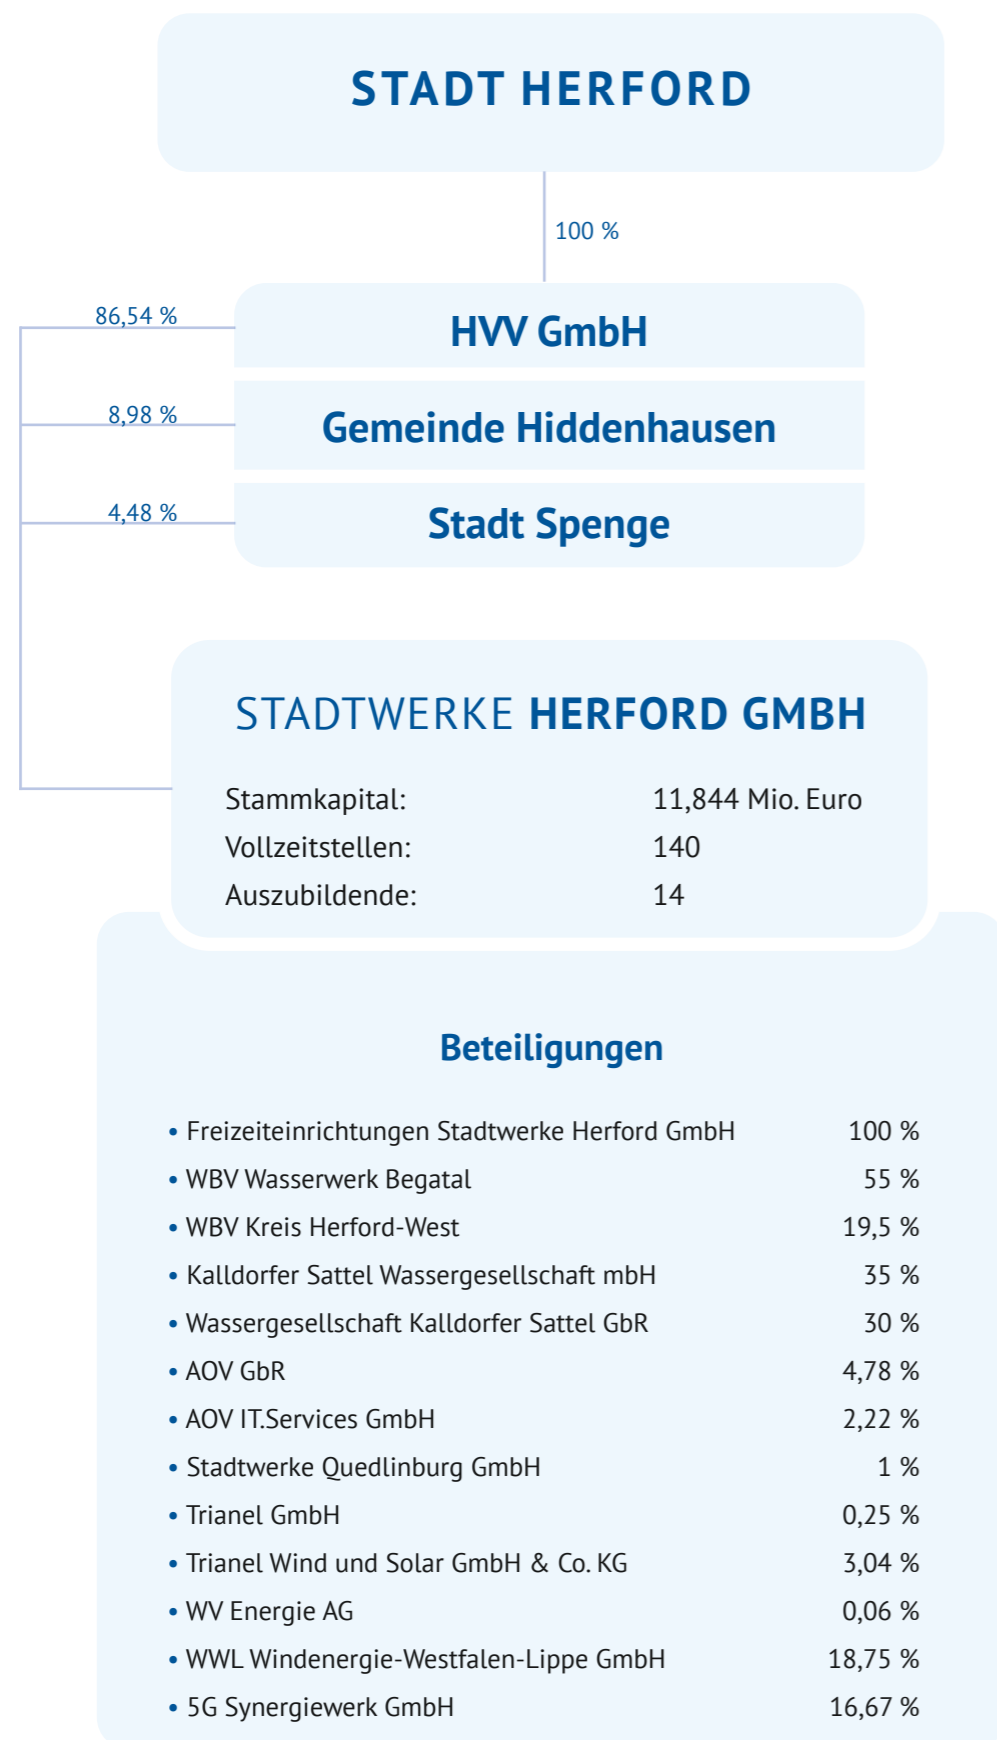 STADT HERFORD
100 %
86,54 %
HVV GmbH
8,98 %
Gemeinde Hiddenhausen
4,48 %
Stadt Spenge
STADTWERKE HERFORD GMBH
Stammkapital: 11,844 Mio. Euro
Vollzeitstellen: 140
Auszubildende: 14
Beteiligungen
• Freizeiteinrichtungen Stadtwerke Herford GmbH 100 %
• WBV Wasserwerk Begatal 55 %
• WBV Kreis Herford-West 19,5 %
• Kalldorfer Sattel Wassergesellschaft mbH 35 %
• Wassergesellschaft Kalldorfer Sattel GbR 30 %
• AOV GbR 4,78 %
• AOV IT.Services GmbH 2,22 %
• Stadtwerke Quedlinburg GmbH 1 %
• Trianel GmbH 0,25 %
• Trianel Wind und Solar GmbH & Co. KG 3,04 %
• WV Energie AG 0,06 %
• WWL Windenergie-Westfalen-Lippe GmbH 18,75 %
• 5G Synergiewerk GmbH 16,67 %